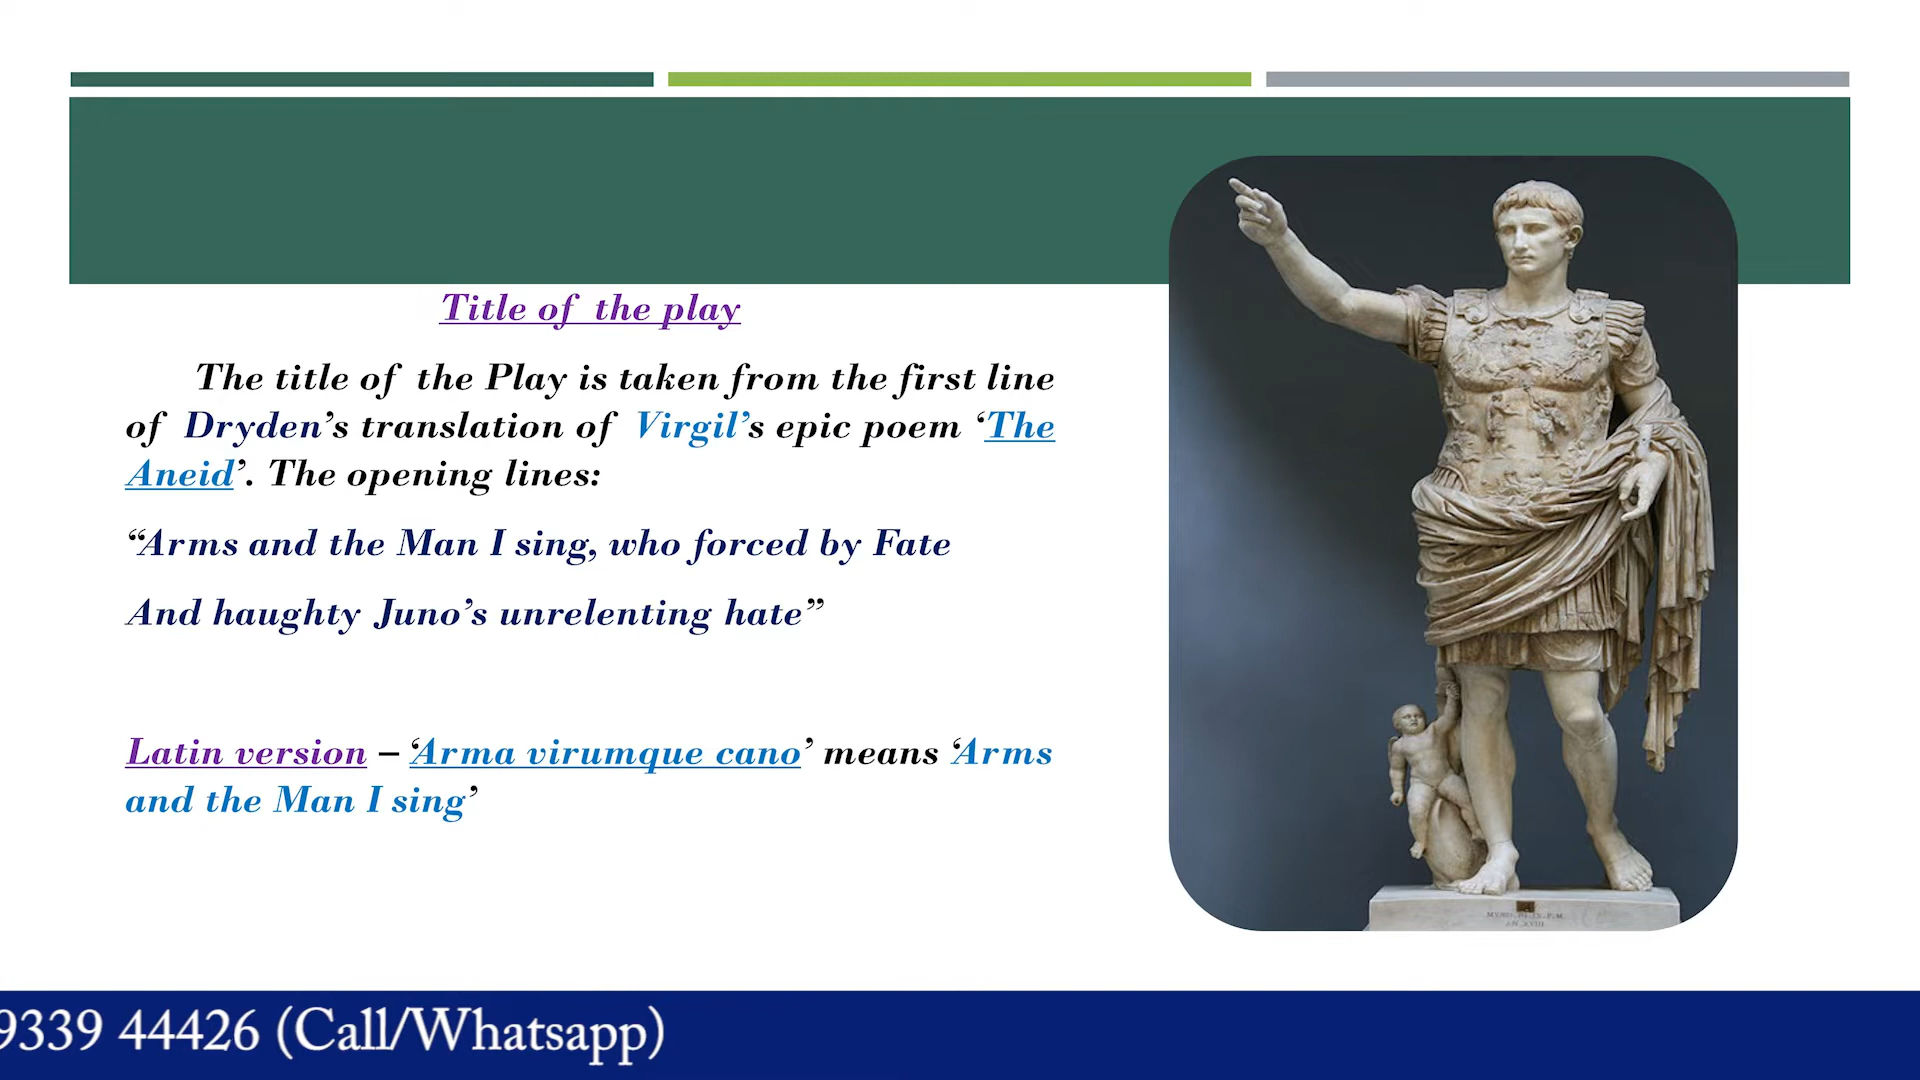 Title of the play
The title of the Play is taken from the first line
of Dryden’s translation of Virgil’s epic poem ‘The
Aneid’. The opening lines:
“Arms and the Man I sing, who forced by Fate
And haughty Juno’s unrelenting hate”
Latin version – ‘Arma virumque cano’ means ‘Arms
and the Man I sing’
9339 44426 (Call/Whatsapp)